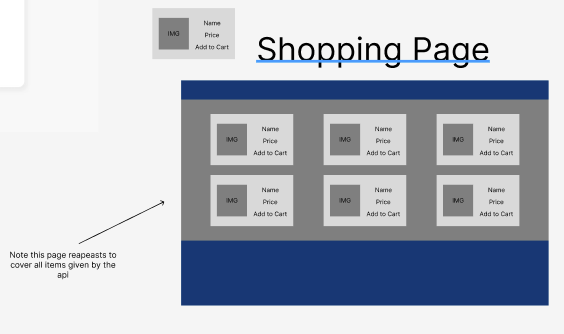 IMG
Name
Price
Add to Cart
Shopping Page
IMG
Name
Price
Add to Cart
IMG
Name
Price
Add to Cart
IMG
Name
Price
Add to Cart
IMG
Name
Price
Add to Cart
IMG
Name
Price
Add to Cart
IMG
Name
Price
Add to Cart
Note this page reapeasts to
cover all items given by the
api